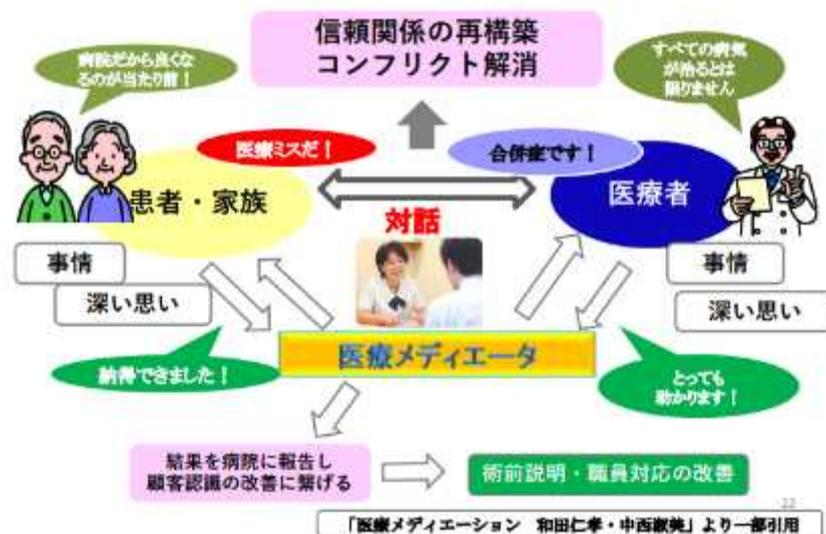 信頼関係の再構築
コンフリクト解消
病院だから良くな
るのが当たり前！
すべての病気
が治るとは
限りません
医療ミスだ！
合併症です！
患者・家族
医療者
対話
事情
深い思い
事情
深い思い
医療メディエータ
納得できました！
とっても
助かります！
結果を病院に報告し
顧客認識の改善に繋げる
術前説明・職員対応の改善
22
「医療メディエーション　和田仁孝・中西淑美」より一部引用